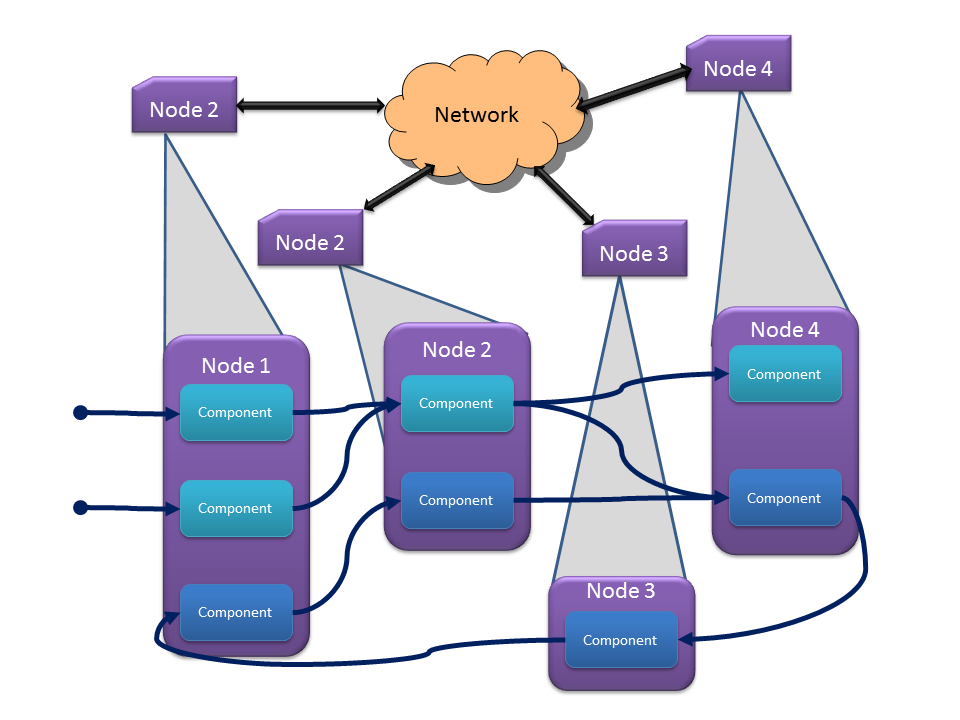 Node 4
Node 2
Network
Node 2
Node 3
Node 1
Component
Component
Component
Node 2
Component
Component
Node 4
Component
Component
Node 3
Component